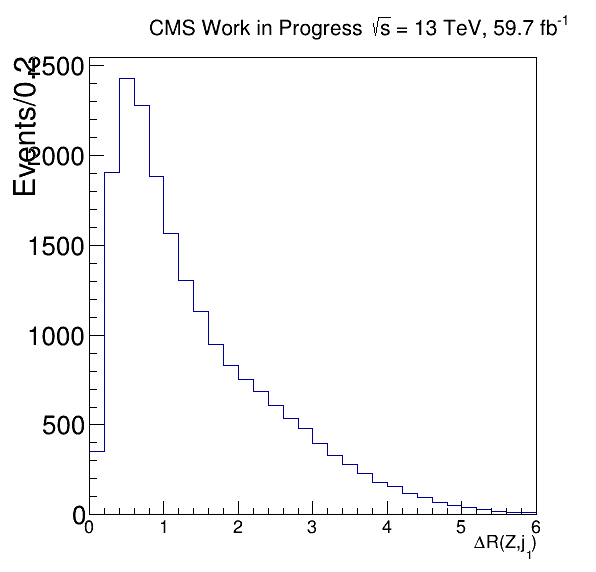 CMS Work in Progress √s = 13 TeV, 59.7 fb⁻¹
Events/0.2
2500
2000
1500
1000
500
0
0 1 2 3 4 5 6
ΔR(Z,j₁)